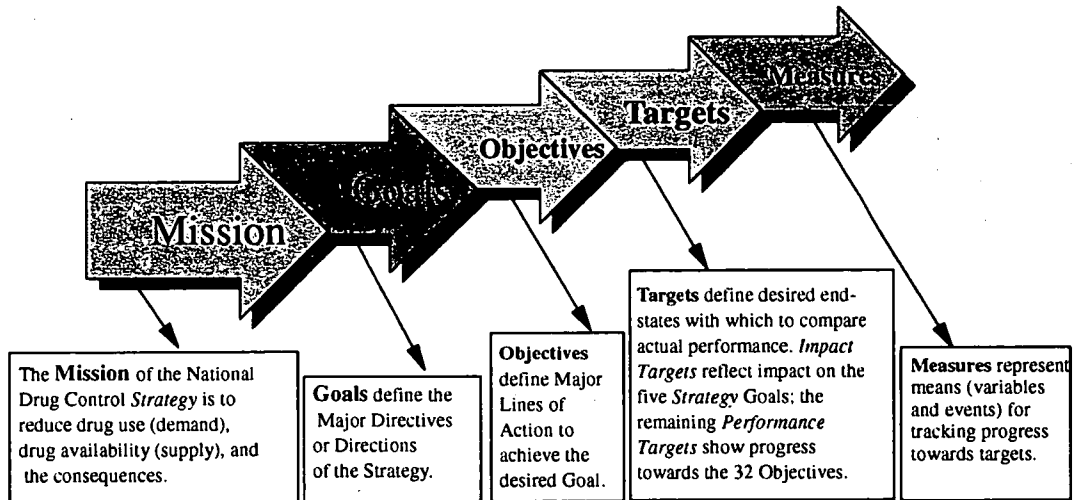 Measures
Targets
Objectives
Goals
Mission
The Mission of the National
Drug Control Strategy is to
reduce drug use (demand),
drug availability (supply), and
the consequences.
Goals define the
Major Directives
or Directions
of the Strategy.
Objectives
define Major
Lines of
Action to
achieve the
desired Goal.
Targets define desired end-
states with which to compare
actual performance. Impact
Targets reflect impact on the
five Strategy Goals; the
remaining Performance
Targets show progress
towards the 32 Objectives.
Measures represent
means (variables
and events) for
tracking progress
towards targets.